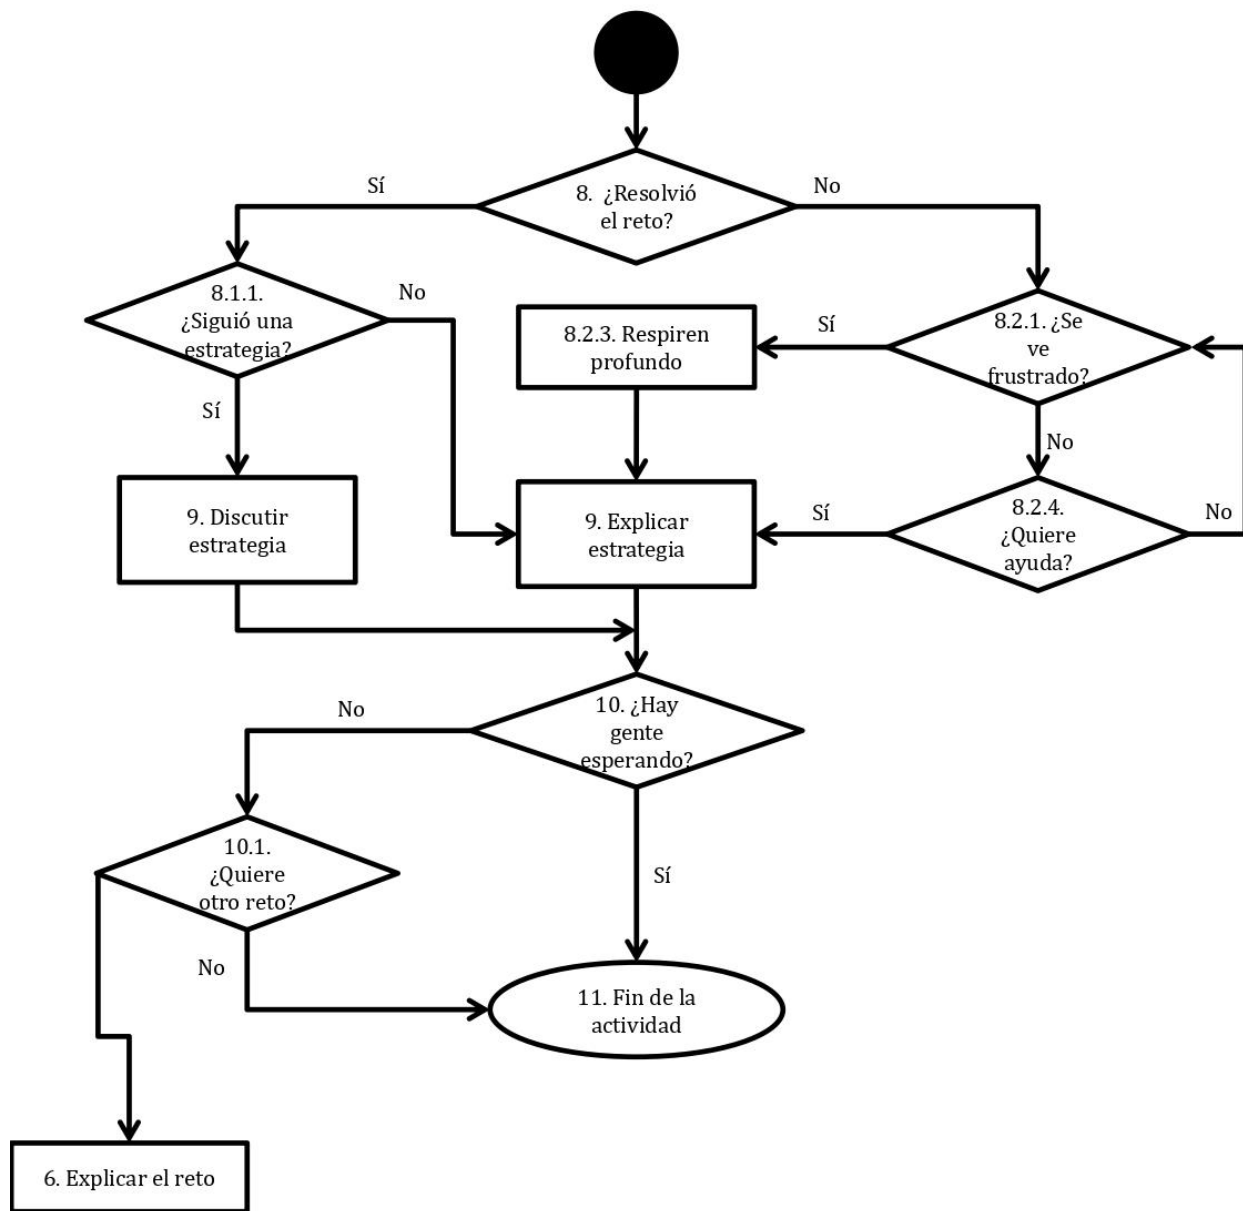 8. ¿Resolvió
el reto?
Sí
No
8.1.1.
¿Siguió una
estrategia?
No
Sí
8.2.3. Respiren
profundo
Sí
8.2.1. ¿Se
ve
frustrado?
No
9. Discutir
estrategia
9. Explicar
estrategia
Sí
8.2.4.
¿Quiere
ayuda?
No
10. ¿Hay
gente
esperando?
No
Sí
10.1.
¿Quiere
otro reto?
No
11. Fin de la
actividad
6. Explicar el reto